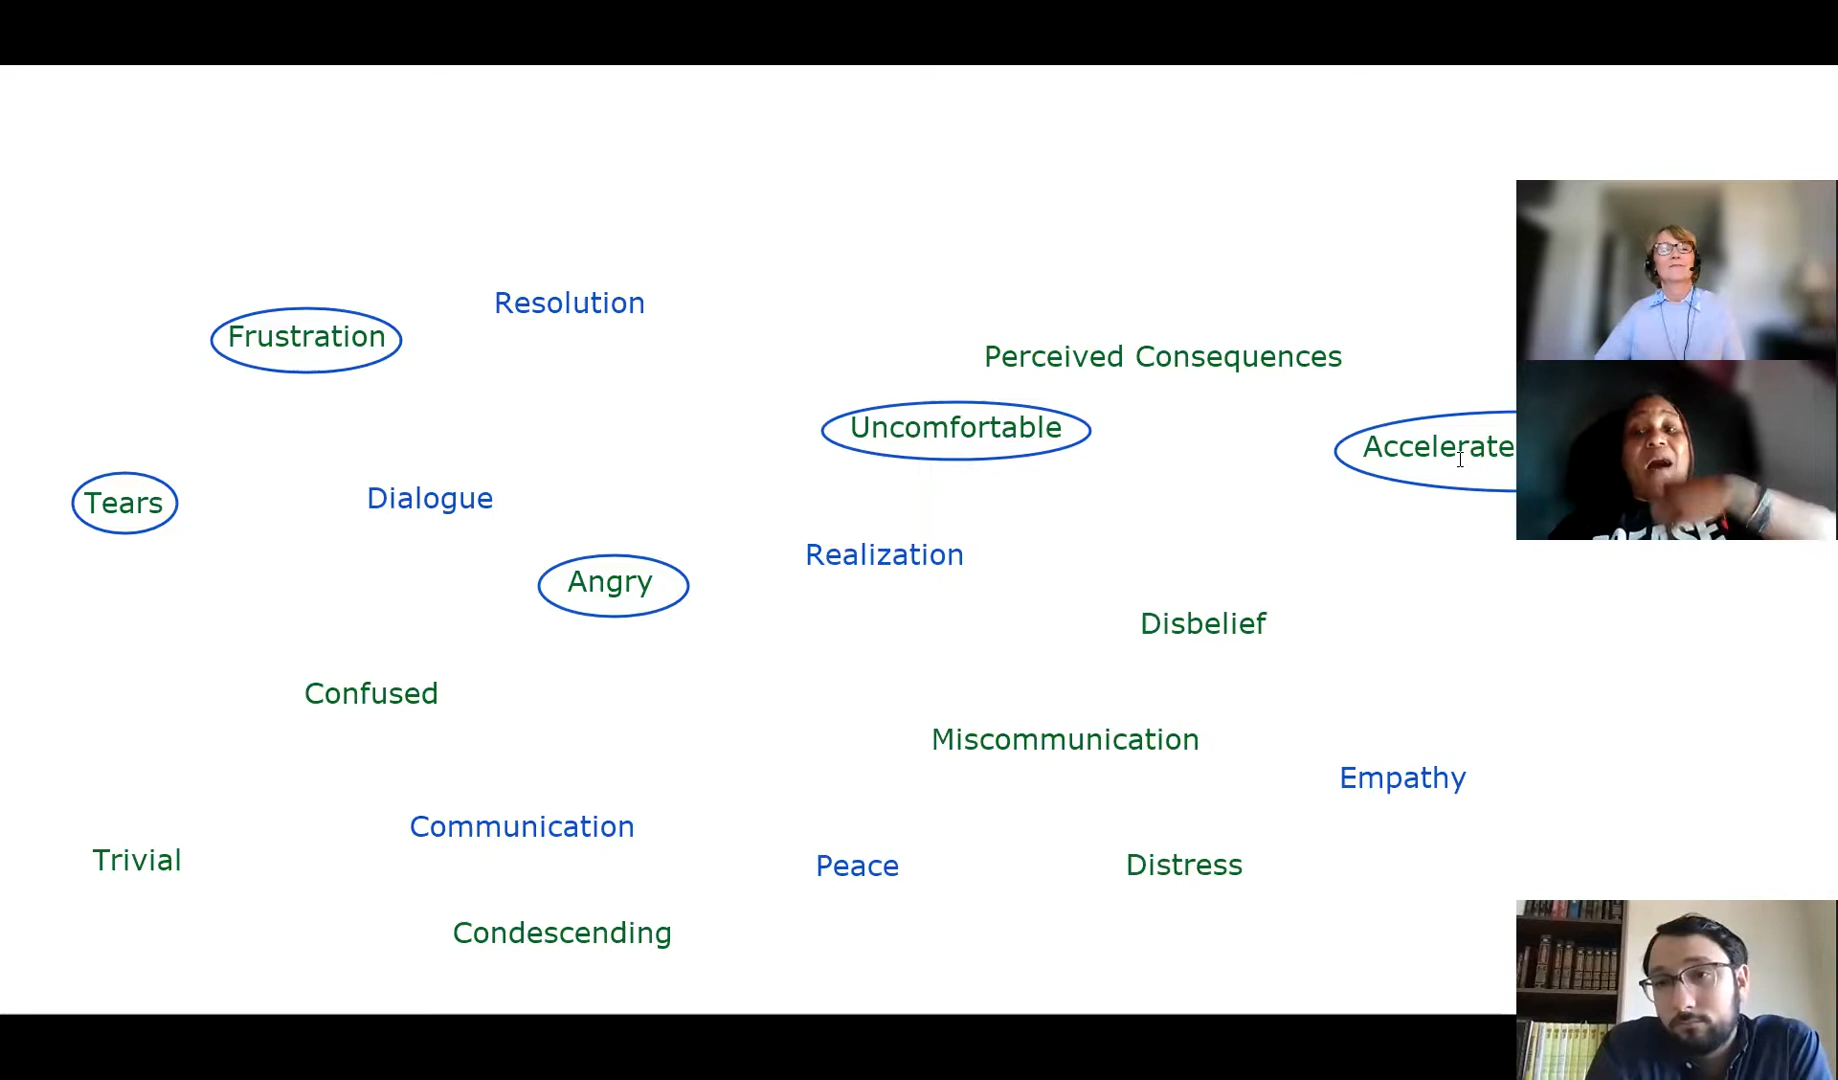 Resolution
Frustration
Perceived Consequences
Uncomfortable
Accelerate
Tears
Dialogue
Realization
Angry
Disbelief
Confused
Miscommunication
Empathy
Communication
Trivial
Peace
Distress
Condescending